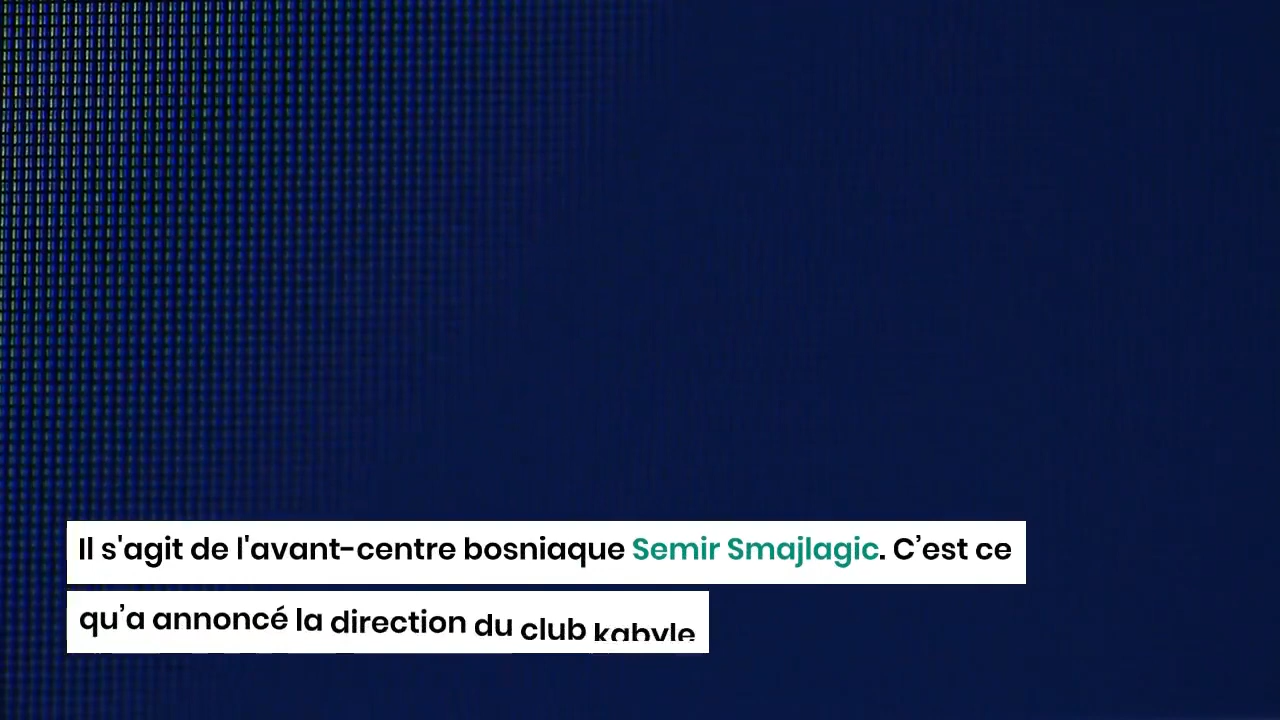 Il s'agit de l'avant-centre bosniaque Semir Smajlagic. C’est ce
qu’a annoncé la direction du club kabyle